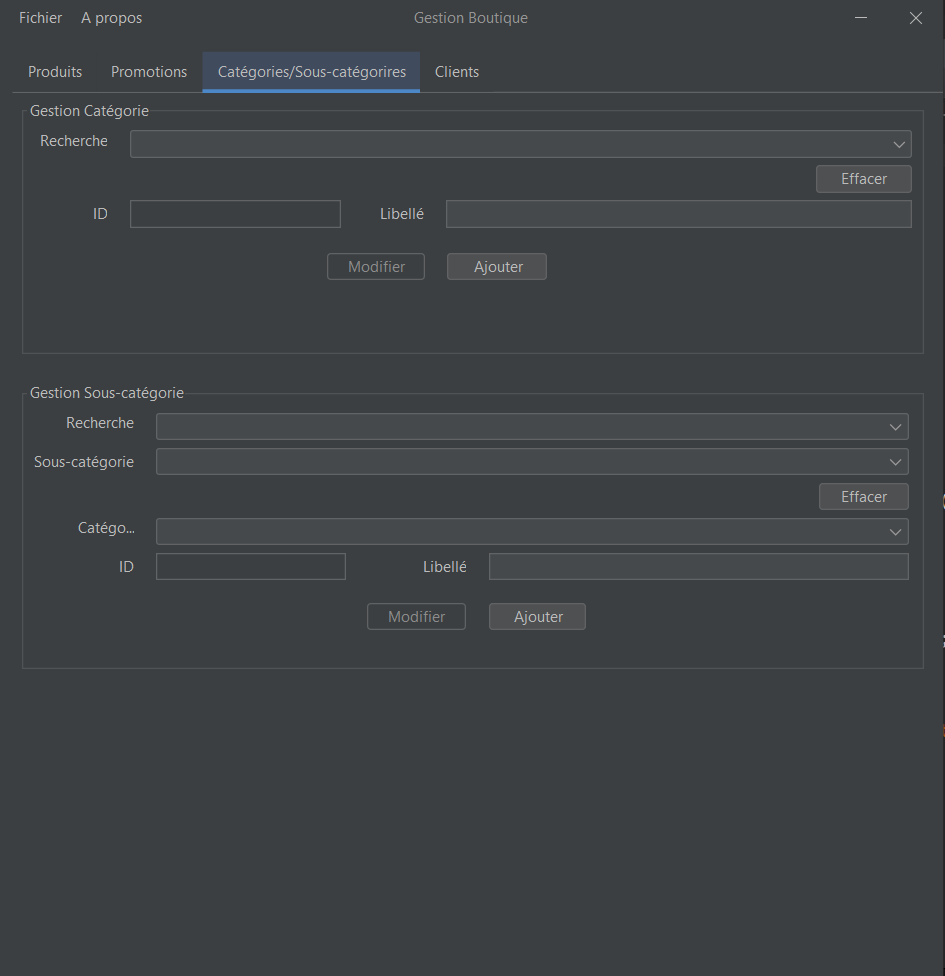 Fichier A propos Gestion Boutique
Produits Promotions Catégories/Sous-catégorires Clients
Gestion Catégorie
Recherche
Effacer
ID Libellé
Modifier Ajouter
Gestion Sous-catégorie
Recherche
Sous-catégorie
Effacer
Catégo...
ID Libellé
Modifier Ajouter